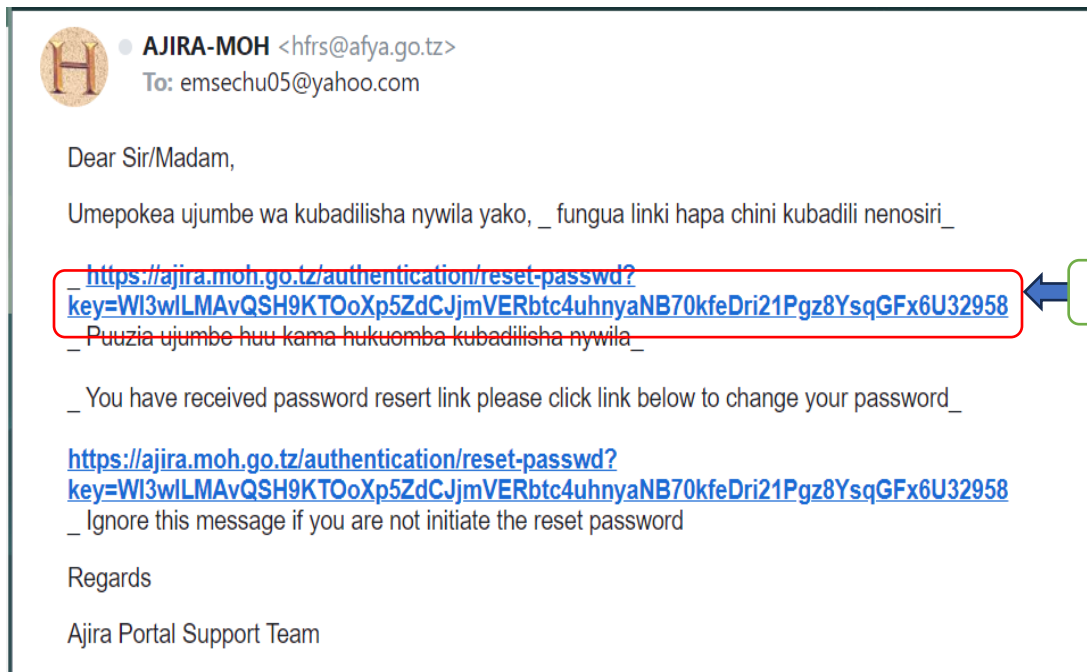 H
AJIRA-MOH <hfrs@afya.go.tz>
To: emsechu05@yahoo.com
Dear Sir/Madam,
Umepokea ujumbe wa kubadilisha nywila yako, _ fungua linki hapa chini kubadili nenosiri_
_ https://ajira.moh.go.tz/authentication/reset-passwd?
key=Wl3wlLMAvQSH9KTOoXp5ZdCJjmVERbtc4uhnyaNB70kfeDri21Pgz8YsqGFx6U32958
_ Puuzia ujumbe huu kama hukuomba kubadilisha nywila_
_ You have received password resert link please click link below to change your password_
https://ajira.moh.go.tz/authentication/reset-passwd?
key=Wl3wlLMAvQSH9KTOoXp5ZdCJjmVERbtc4uhnyaNB70kfeDri21Pgz8YsqGFx6U32958
_ Ignore this message if you are not initiate the reset password
Regards
Ajira Portal Support Team